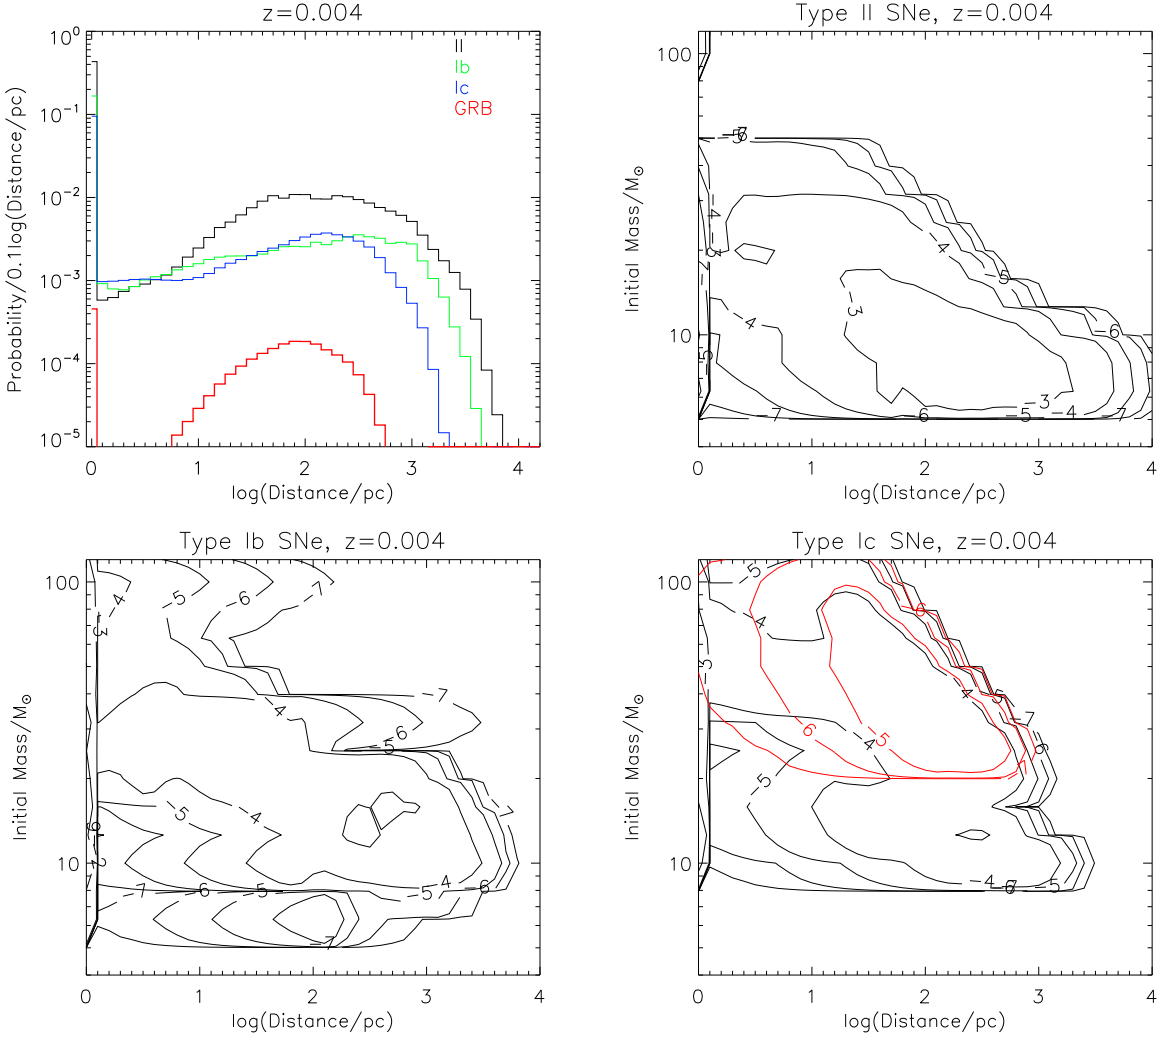 z=0.004
Probability/0.1log(Distance/pc)
10^0
10^-1
10^-2
10^-3
10^-4
10^-5
II
Ib
Ic
GRB
0 1 2 3 4
log(Distance/pc)
Type II SNe, z=0.004
Initial Mass/M⊙
100
10
-5
-4
-3
-4
-5
-6
-3
-4
-3
-7
-6
-5
-4
-7
0 1 2 3 4
log(Distance/pc)
Type Ib SNe, z=0.004
Initial Mass/M⊙
100
10
-4
-5
-6
-7
-3
-4
-7
-6
-5
-5
-4
-7
-7
-6
-5
-5
-4
-6
-7
0 1 2 3 4
log(Distance/pc)
Type Ic SNe, z=0.004
Initial Mass/M⊙
100
10
-5
-4
-6
-3
-4
-5
-7
-6
-6
-5
-4
-5
-4
-5
0 1 2 3 4
log(Distance/pc)